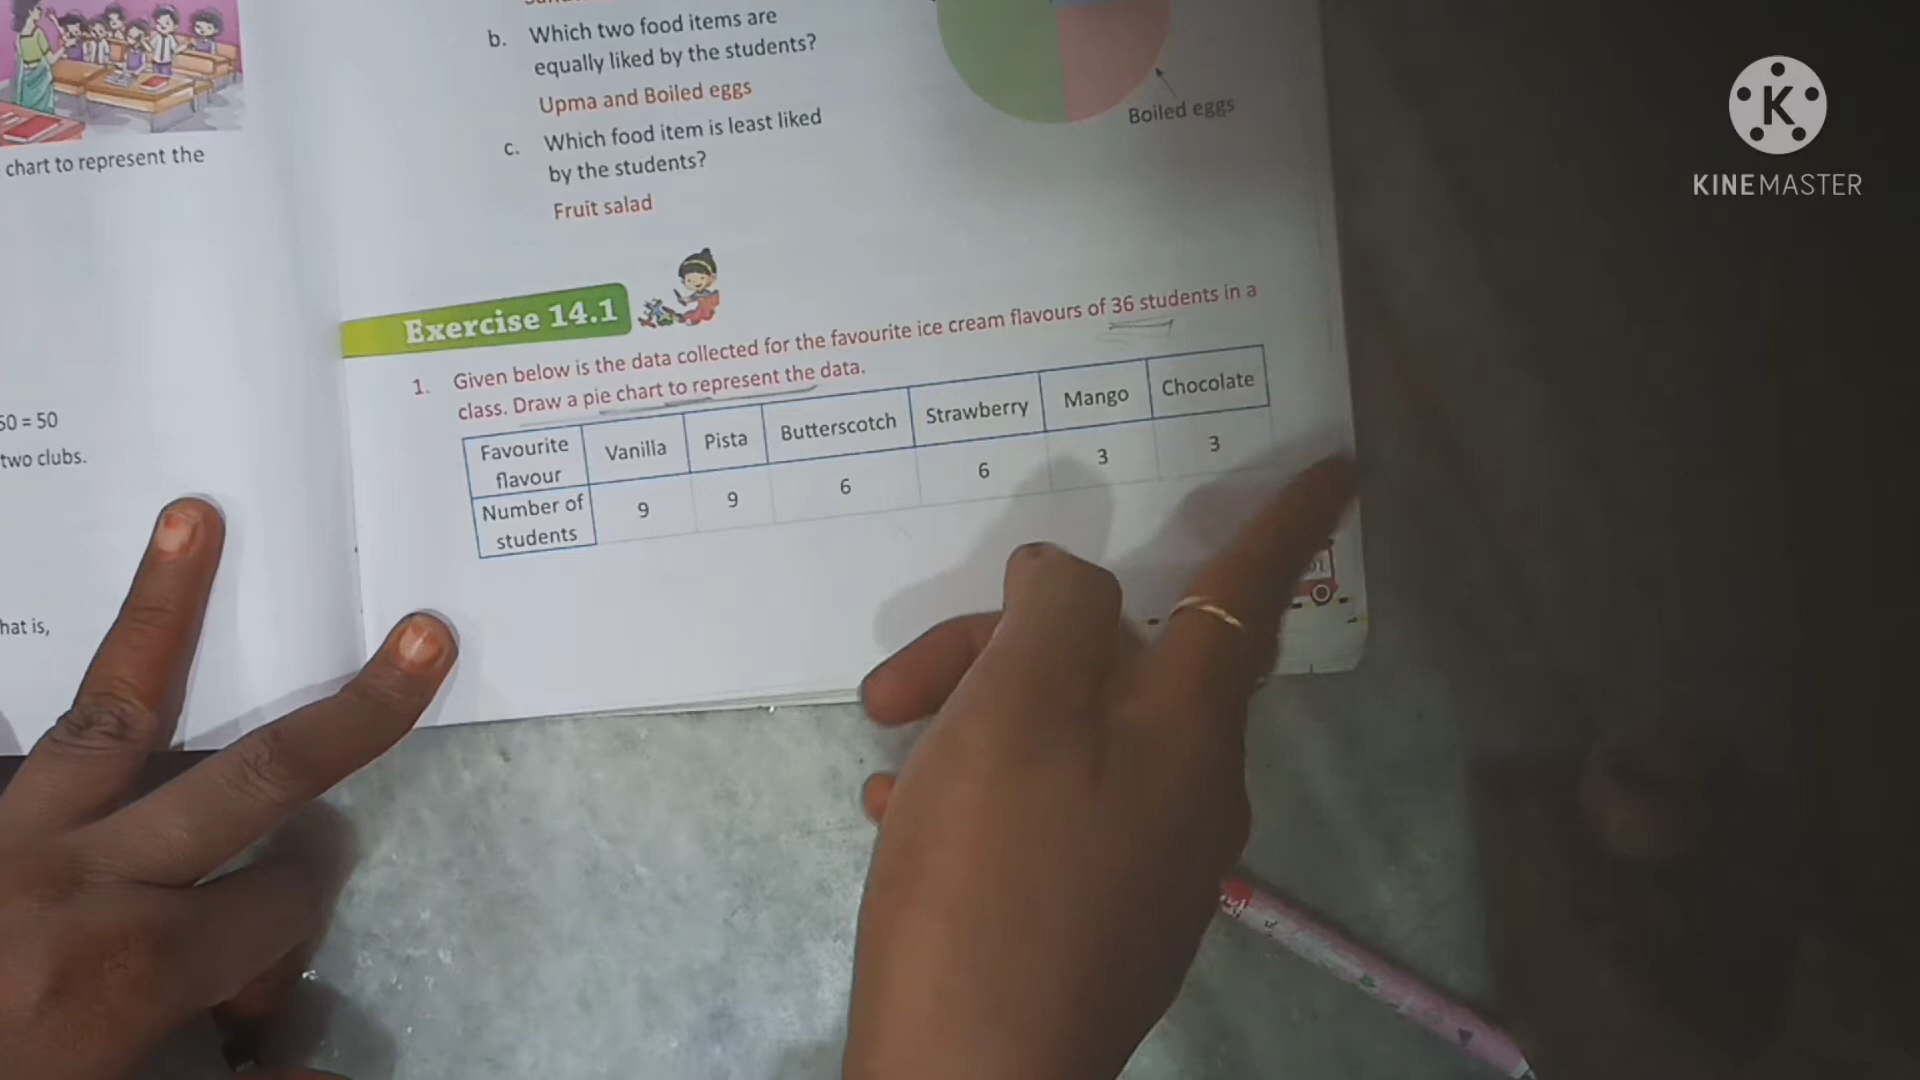 chart to represent the
50 = 50
two clubs.
hat is,
b. Which two food items are
equally liked by the students?
Upma and Boiled eggs
c. Which food item is least liked
by the students?
Fruit salad
Boiled eggs
Exercise 14.1
1. Given below is the data collected for the favourite ice cream flavours of 36 students in a
class. Draw a pie chart to represent the data.
Favourite flavour Vanilla Pista Butterscotch Strawberry Mango Chocolate
Number of students 9 9 6 6 3 3
K
KINEMASTER